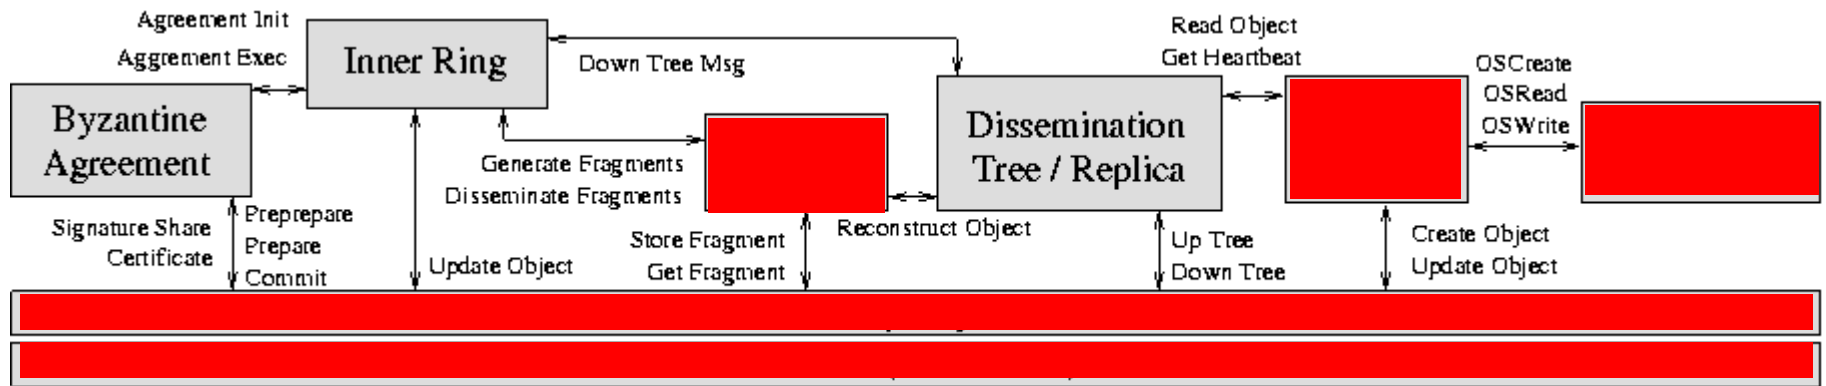 Agreement Init
Aggrement Exec
Inner Ring
Down Tree Msg
Read Object
Get Heartbeat
OSCreate
OSRead
OSWrite
Byzantine
Agreement
Dissemination
Tree / Replica
Generate Fragments
Disseminate Fragments
Signature Share
Certificate
Preprepare
Prepare
Commit
Update Object
Store Fragment
Get Fragment
Reconstruct Object
Up Tree
Down Tree
Create Object
Update Object